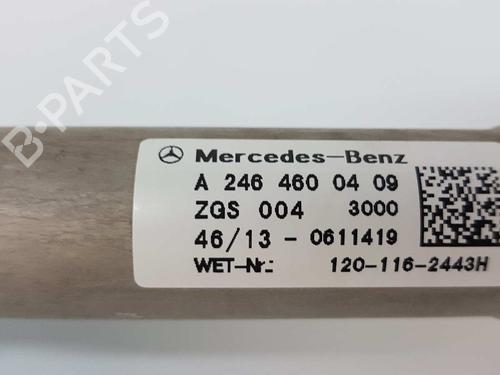 B-PARTS
Mercedes-Benz
A 246 460 04 09
ZGS 004 3000
46/13 - 0611419
WET-Nr.: 120-116-2443H